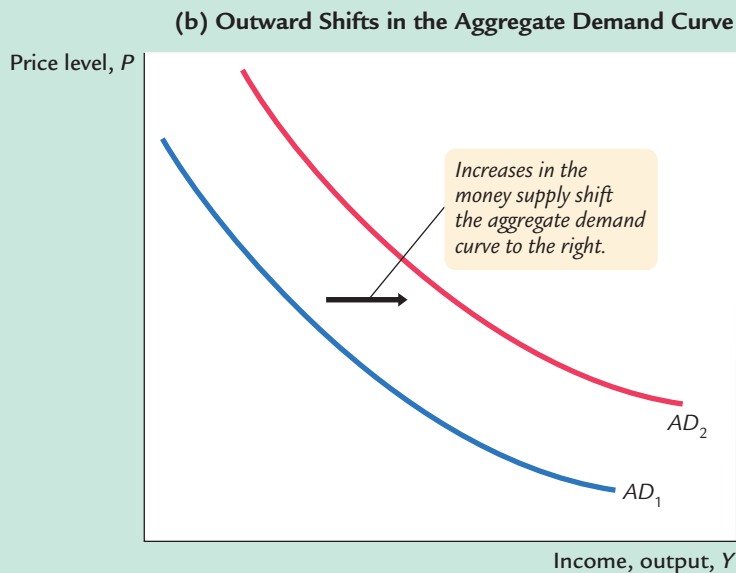 (b) Outward Shifts in the Aggregate Demand Curve
Price level, P
Increases in the
money supply shift
the aggregate demand
curve to the right.
AD₂
AD₁
Income, output, Y